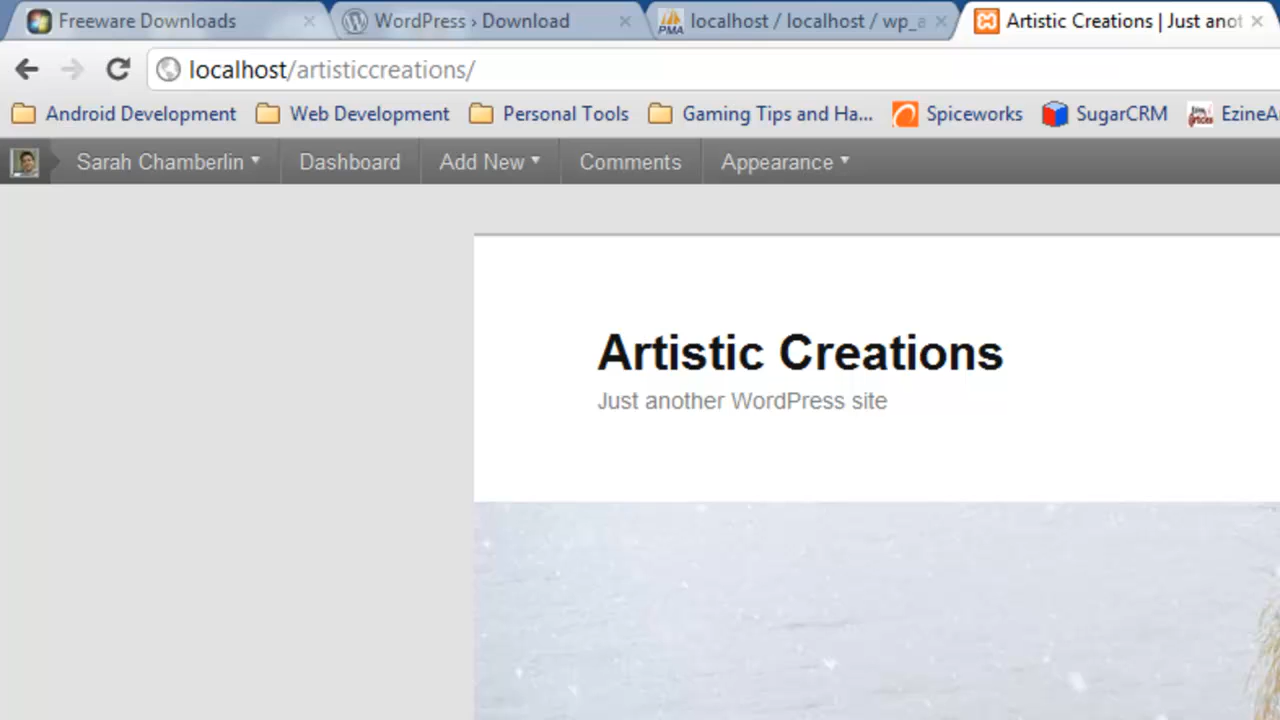 Freeware Downloads
WordPress › Download
PMA
localhost / localhost / wp_a
Artistic Creations | Just anot
localhost/artisticcreations/
Android Development
Web Development
Personal Tools
Gaming Tips and Ha...
Spiceworks
SugarCRM
EzineA
Sarah Chamberlin
Dashboard
Add New
Comments
Appearance
Artistic Creations
Just another WordPress site